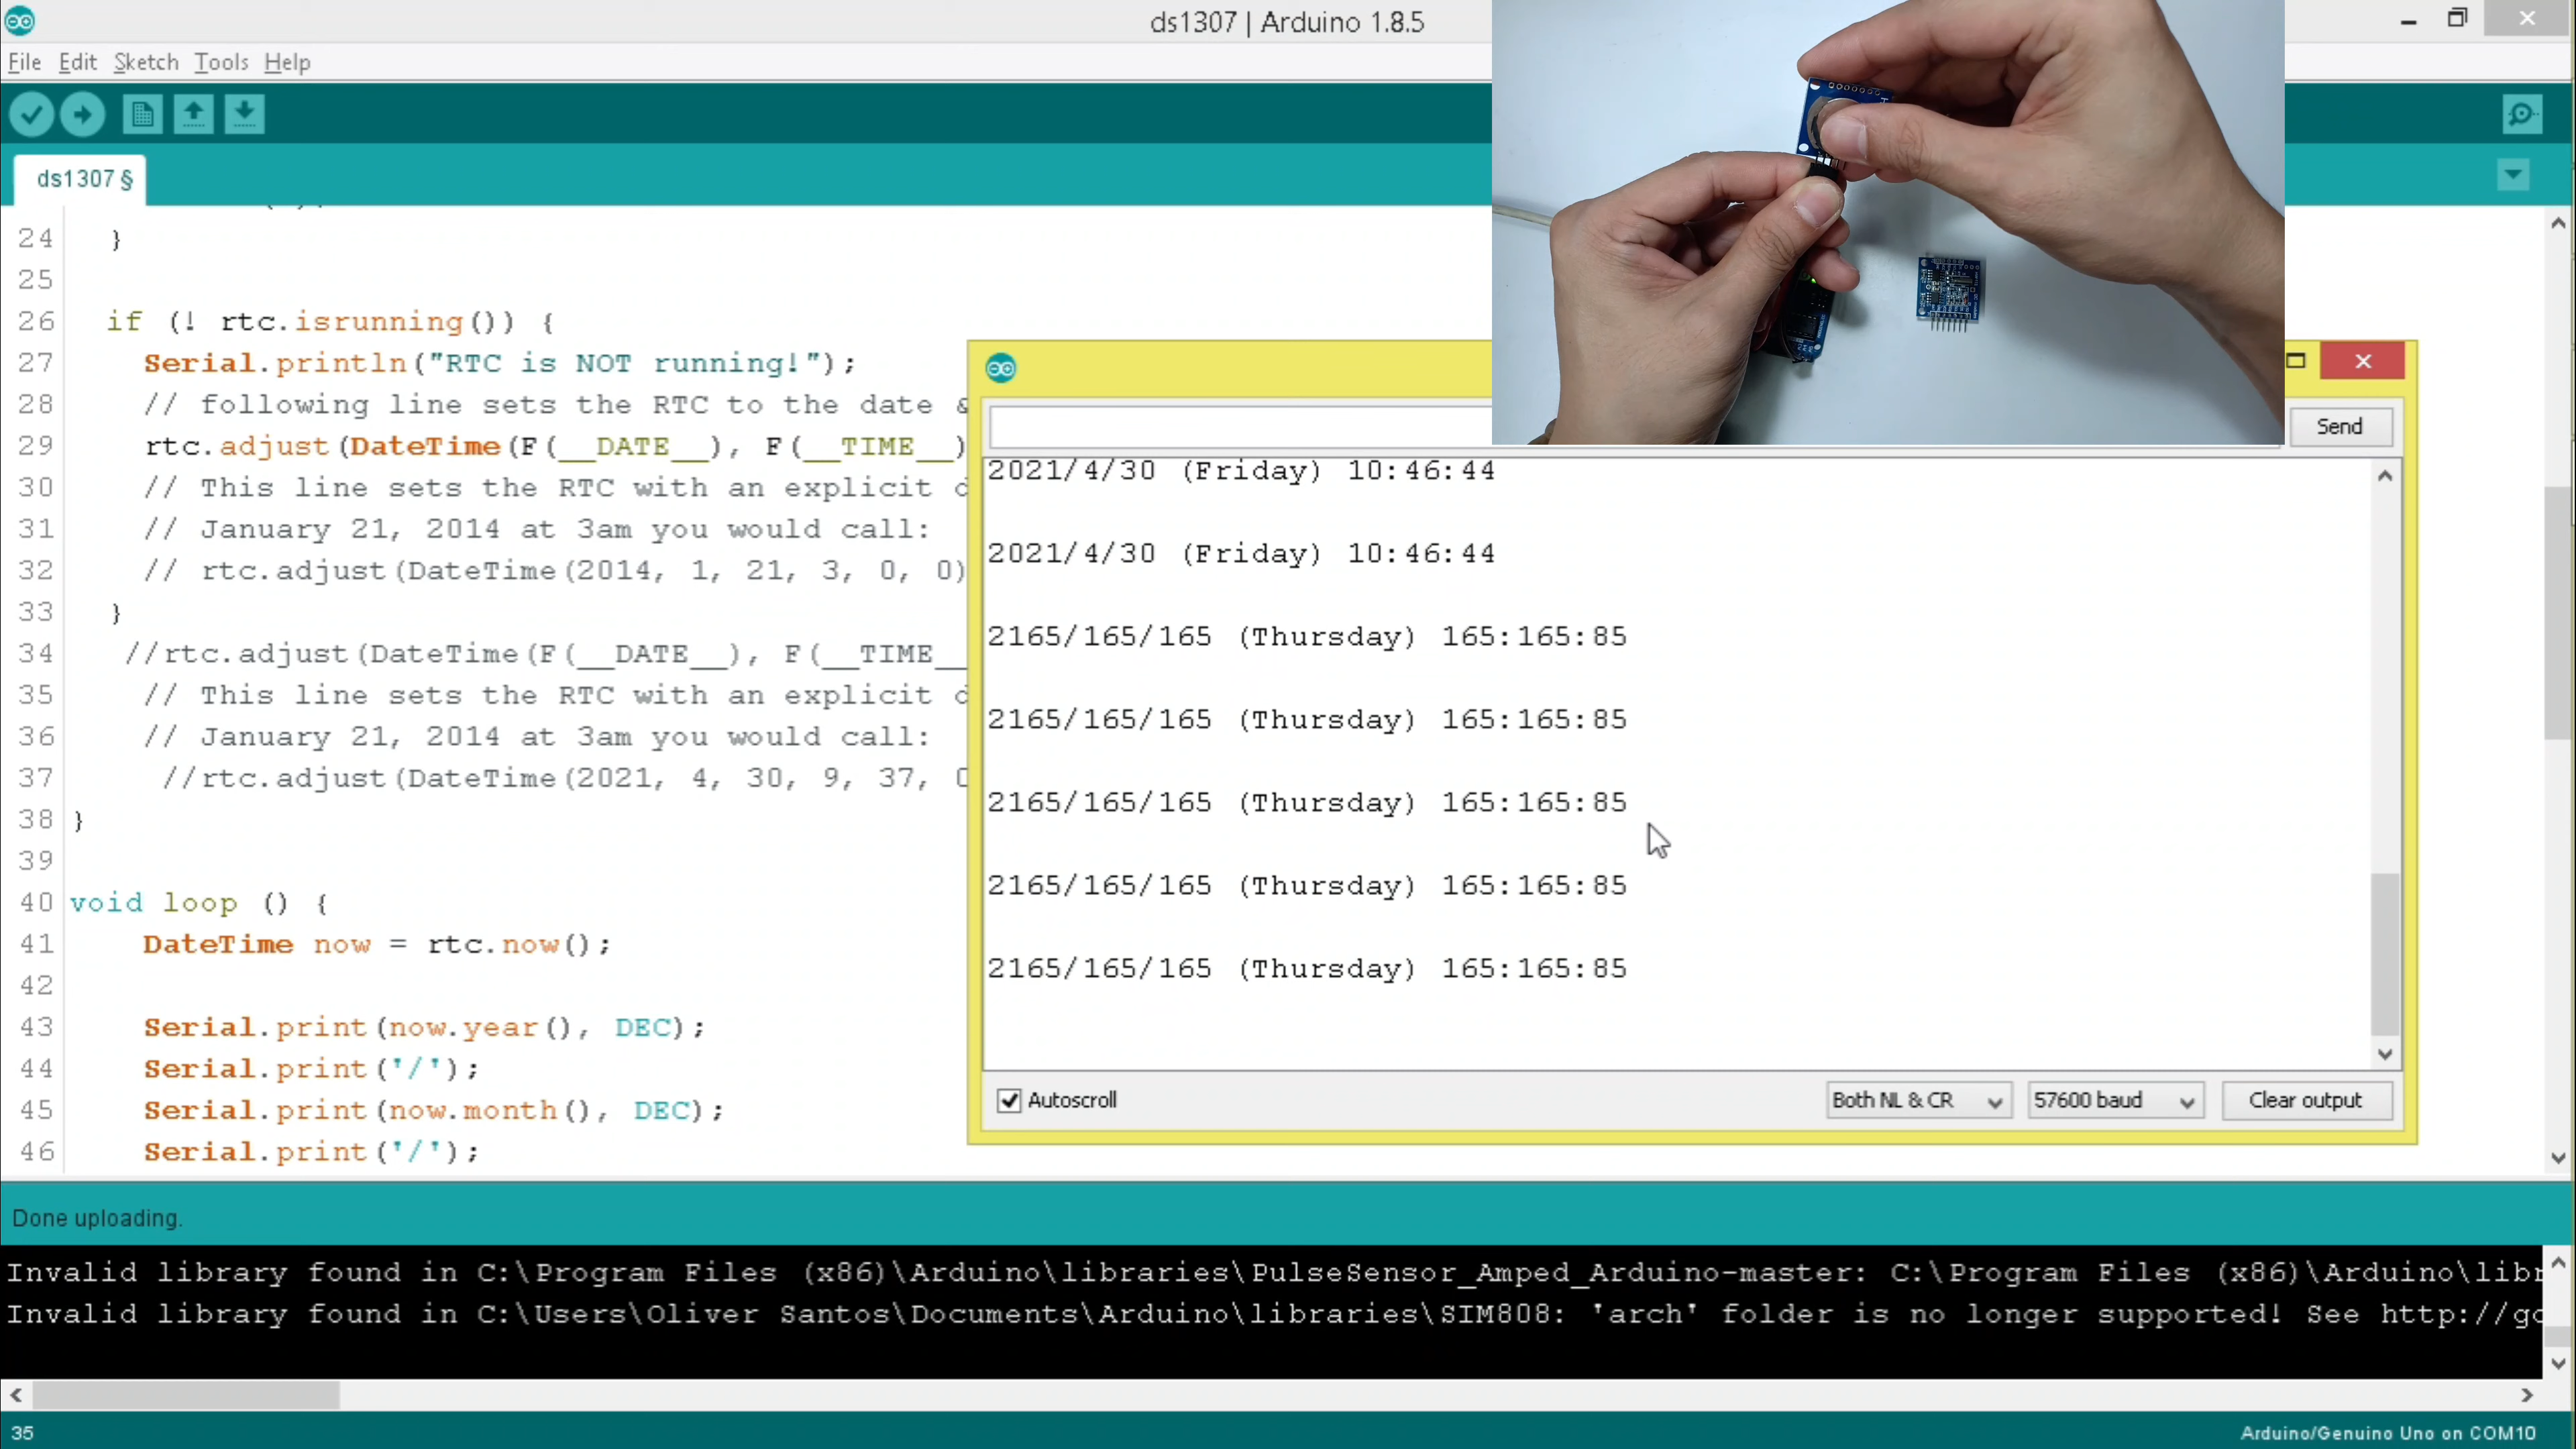 ds1307 | Arduino 1.8.5
File Edit Sketch Tools Help
ds1307 §
24 }
25
26 if (! rtc.isrunning()) {
27 Serial.println("RTC is NOT running!");
28 // following line sets the RTC to the date &
29 rtc.adjust(DateTime(F(__DATE__), F(__TIME__)
30 // This line sets the RTC with an explicit d
31 // January 21, 2014 at 3am you would call:
32 // rtc.adjust(DateTime(2014, 1, 21, 3, 0, 0)
33 }
34 //rtc.adjust(DateTime(F(__DATE__), F(__TIME__
35 // This line sets the RTC with an explicit d
36 // January 21, 2014 at 3am you would call:
37 //rtc.adjust(DateTime(2021, 4, 30, 9, 37, 0
38 }
39
40 void loop () {
41 DateTime now = rtc.now();
42
43 Serial.print(now.year(), DEC);
44 Serial.print('/');
45 Serial.print(now.month(), DEC);
46 Serial.print('/');
Send
2021/4/30 (Friday) 10:46:44
2021/4/30 (Friday) 10:46:44
2165/165/165 (Thursday) 165:165:85
2165/165/165 (Thursday) 165:165:85
2165/165/165 (Thursday) 165:165:85
2165/165/165 (Thursday) 165:165:85
2165/165/165 (Thursday) 165:165:85
Autoscroll Both NL & CR 57600 baud Clear output
Done uploading.
Invalid library found in C:\Program Files (x86)\Arduino\libraries\PulseSensor_Amped_Arduino-master: C:\Program Files (x86)\Arduino\libr
Invalid library found in C:\Users\Oliver Santos\Documents\Arduino\libraries\SIM808: 'arch' folder is no longer supported! See http://go
35 Arduino/Genuino Uno on COM10